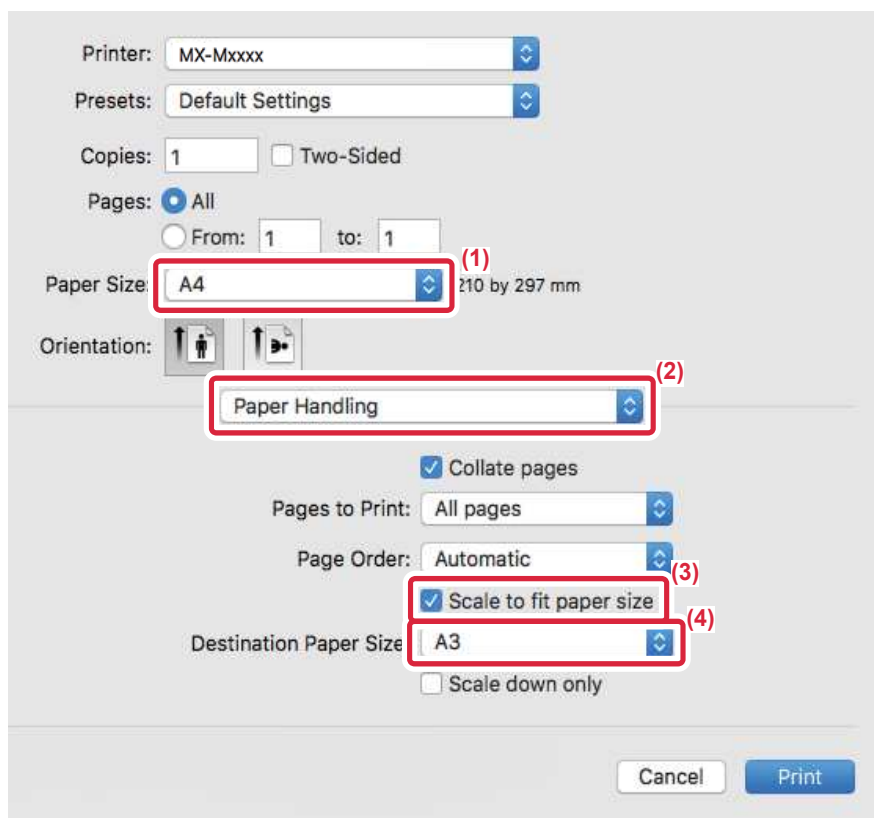 Printer: MX-Mxxxx
Presets: Default Settings
Copies: 1 Two-Sided
Pages: All
From: 1 to: 1
(1)
Paper Size: A4 210 by 297 mm
Orientation:
(2)
Paper Handling
Collate pages
Pages to Print: All pages
Page Order: Automatic
(3)
Scale to fit paper size
(4)
Destination Paper Size A3
Scale down only
Cancel Print